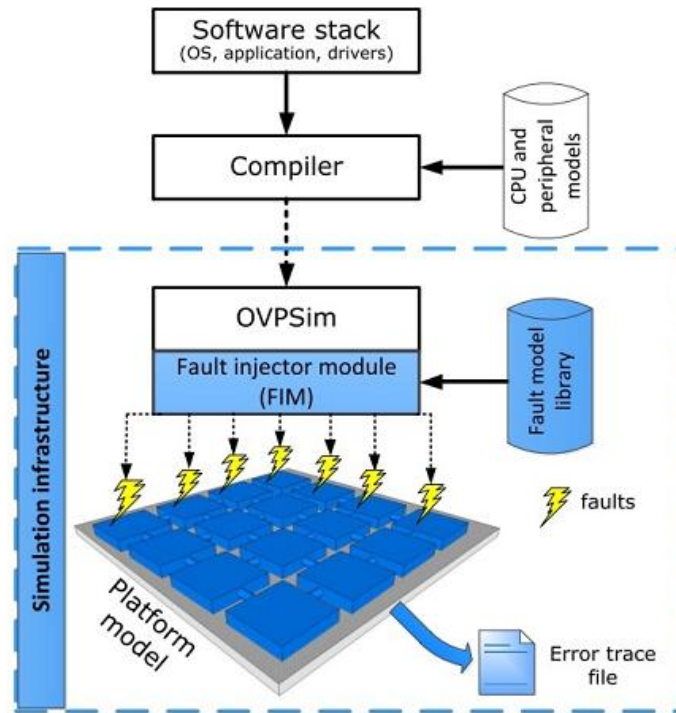 Software stack
(OS, application, drivers)
Compiler
CPU and
peripheral
models
Simulation infrastructure
OVPSim
Fault injector module
(FIM)
Fault model
library
faults
Platform
model
Error trace
file